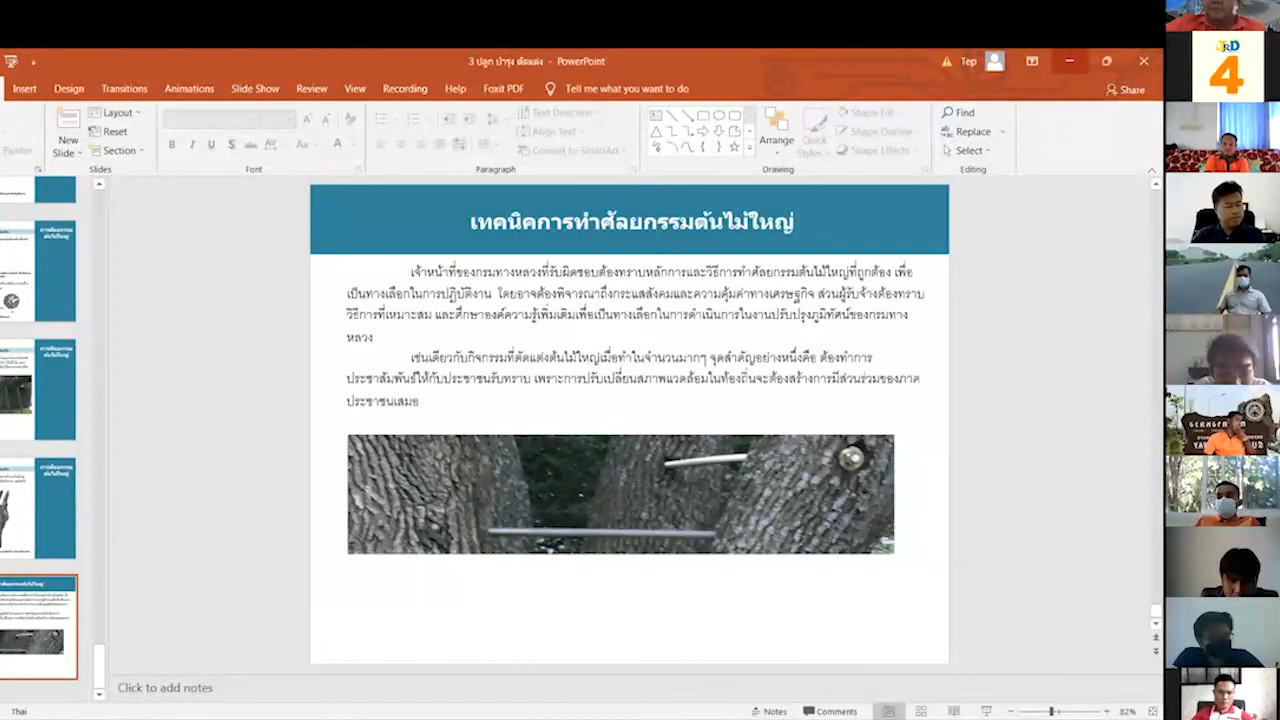 3 ปลูก บำรุง ตัดแต่ง - PowerPoint
Tep
Insert Design Transitions Animations Slide Show Review View Recording Help Foxit PDF Tell me what you want to do
Share
Painter
New Slide
Layout
Reset
Section
Slides
B I U S
Font
Text Direction
Align Text
Convert to SmartArt
Paragraph
Arrange
Quick Styles
Shape Fill
Shape Outline
Shape Effects
Drawing
Find
Replace
Select
Editing
เทคนิคการทำศัลยกรรมต้นไม้ใหญ่
เจ้าหน้าที่ของกรมทางหลวงที่รับผิดชอบต้องทราบหลักการและวิธีการทำศัลยกรรมต้นไม้ใหญ่ที่ถูกต้อง เพื่อ
เป็นทางเลือกในการปฏิบัติงาน โดยอาจต้องพิจารณาถึงกระแสสังคมและความคุ้มค่าทางเศรษฐกิจ ส่วนผู้รับจ้างต้องทราบ
วิธีการที่เหมาะสม และศึกษาองค์ความรู้เพิ่มเติมเพื่อเป็นทางเลือกในการดำเนินการในงานปรับปรุงภูมิทัศน์ของกรมทาง
หลวง
เช่นเดียวกับกิจกรรมที่ตัดแต่งต้นไม้ใหญ่เมื่อทำในจำนวนมากๆ จุดสำคัญอย่างหนึ่งคือ ต้องทำการ
ประชาสัมพันธ์ให้กับประชาชนรับทราบ เพราะการปรับเปลี่ยนสภาพแวดล้อมในท้องถิ่นจะต้องสร้างการมีส่วนร่วมของภาค
ประชาชนเสมอ
Click to add notes
Thai
Notes
Comments
82%
JRD
4